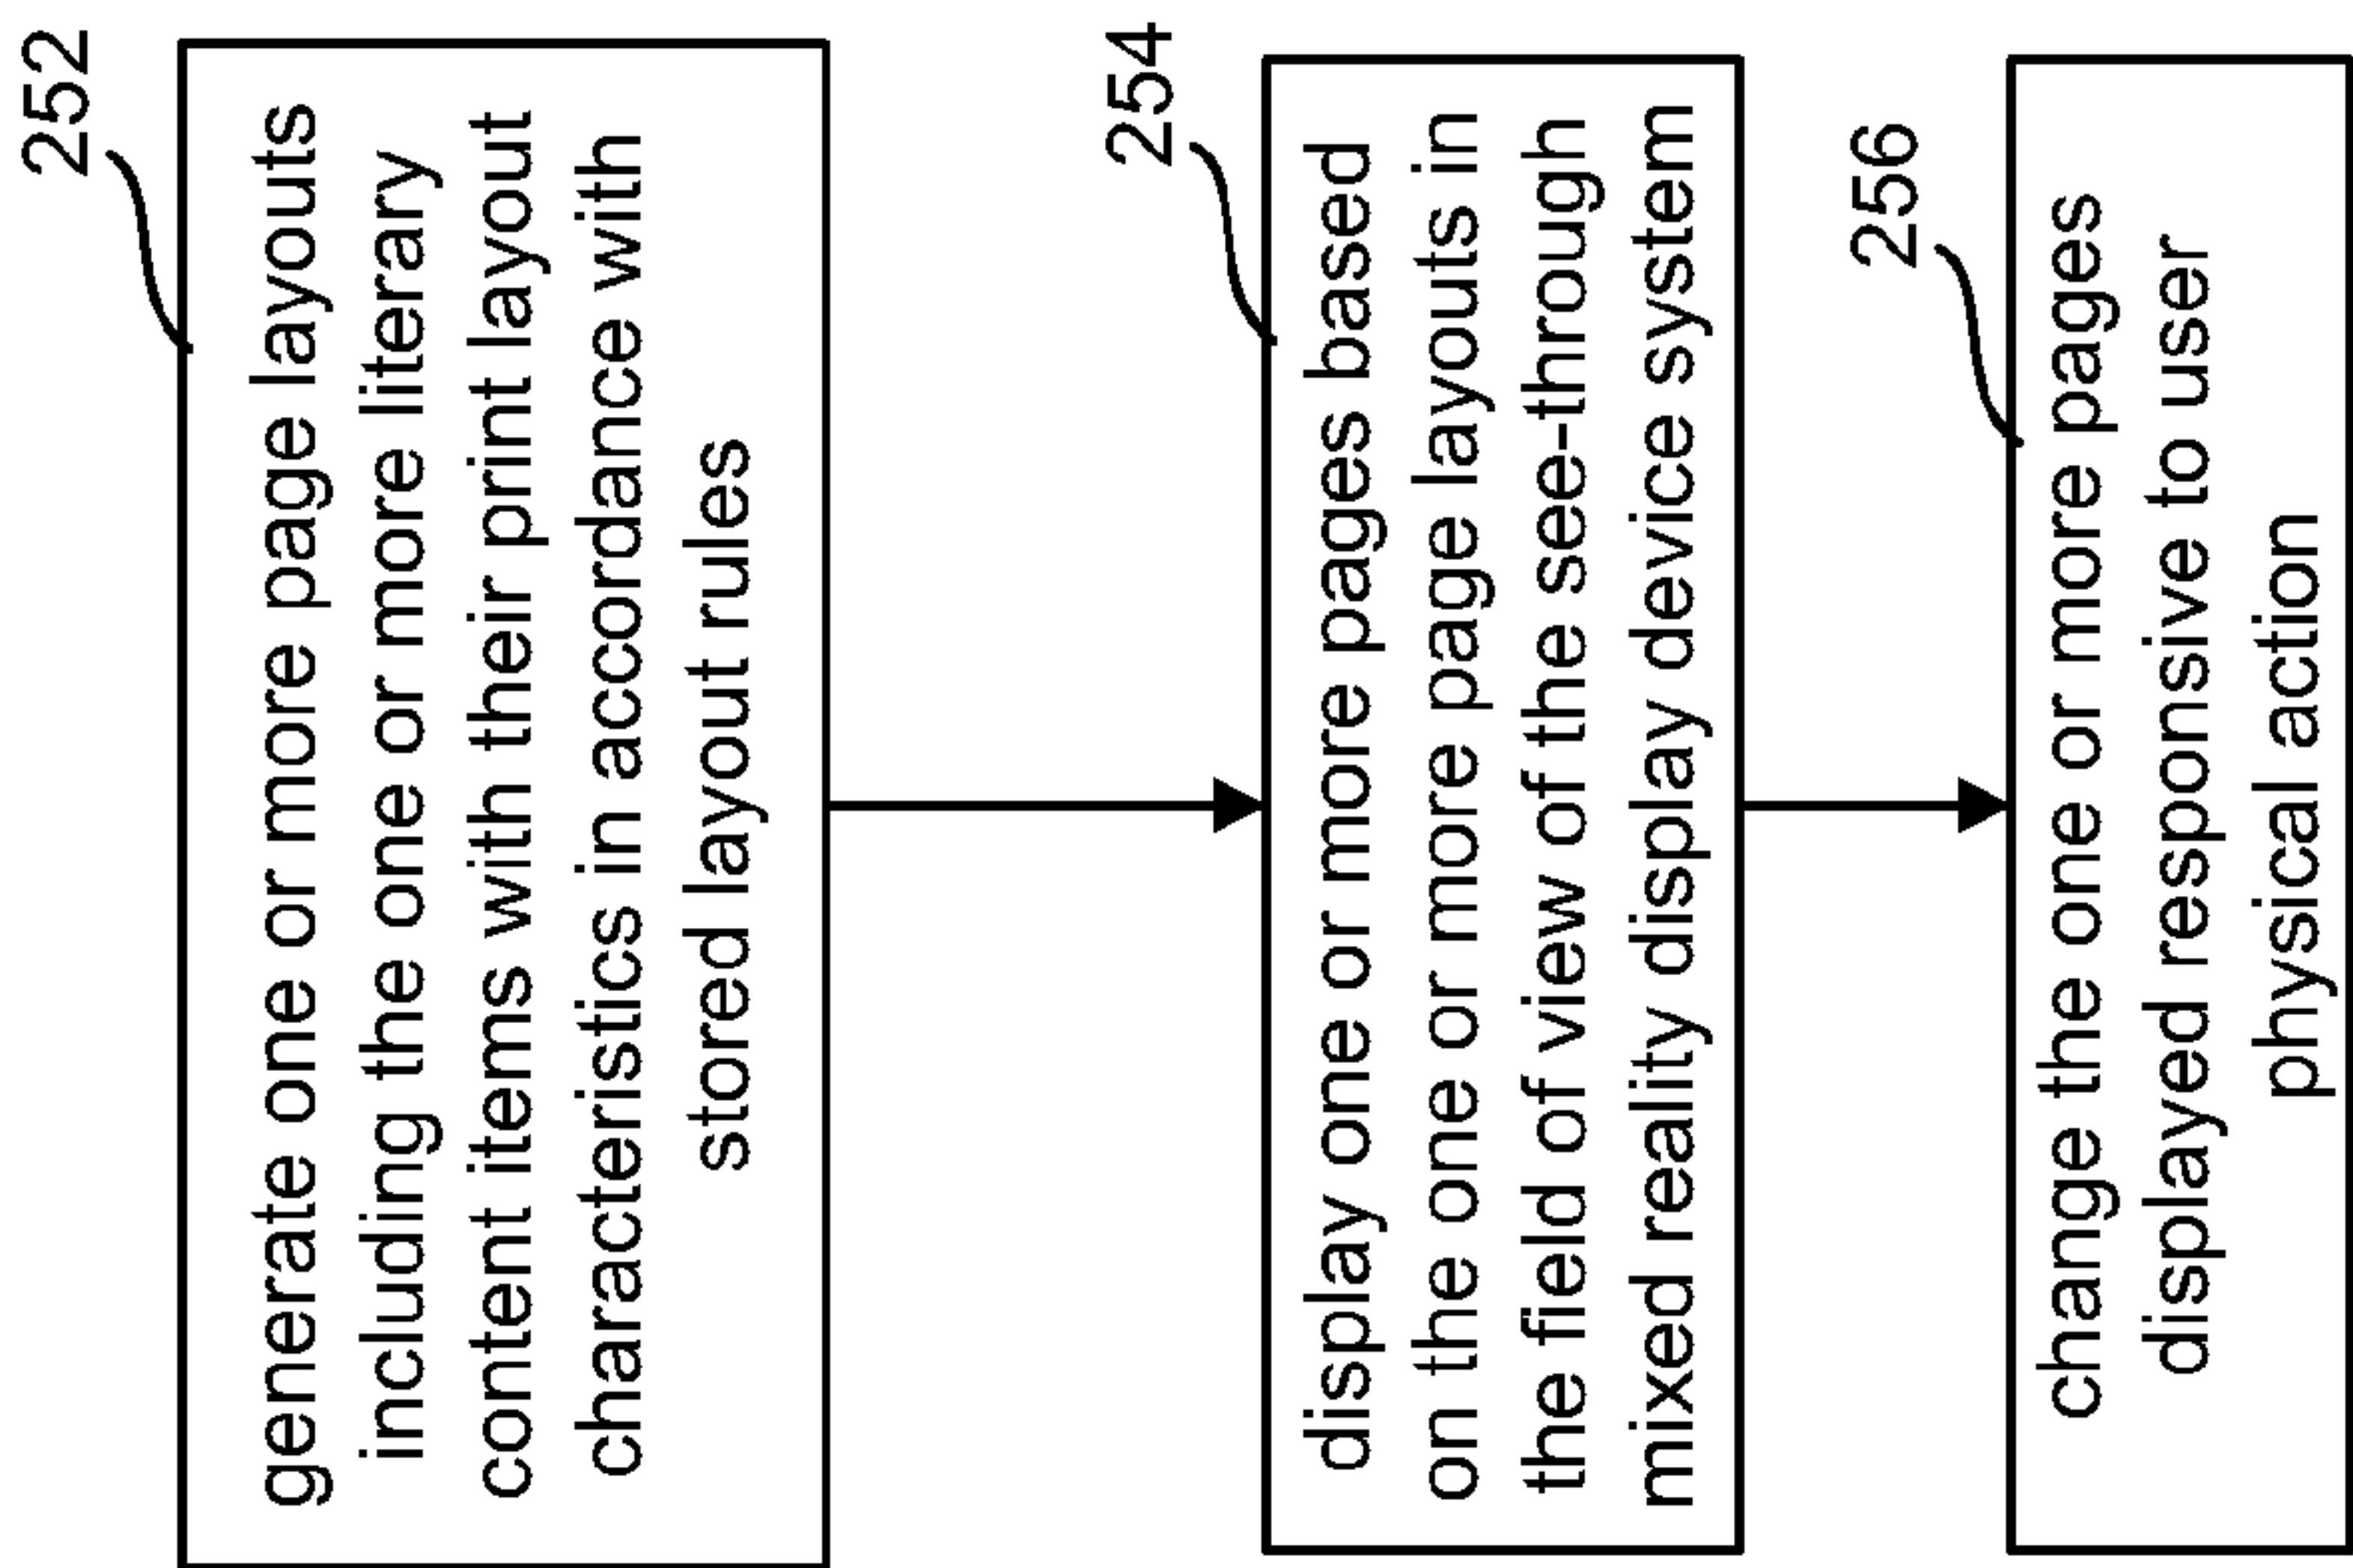 252
generate one or more page layouts
including the one or more literary
content items with their print layout
characteristics in accordance with
stored layout rules
254
display one or more pages based
on the one or more page layouts in
the field of view of the see-through
mixed reality display device system
256
change the one or more pages
displayed responsive to user
physical action